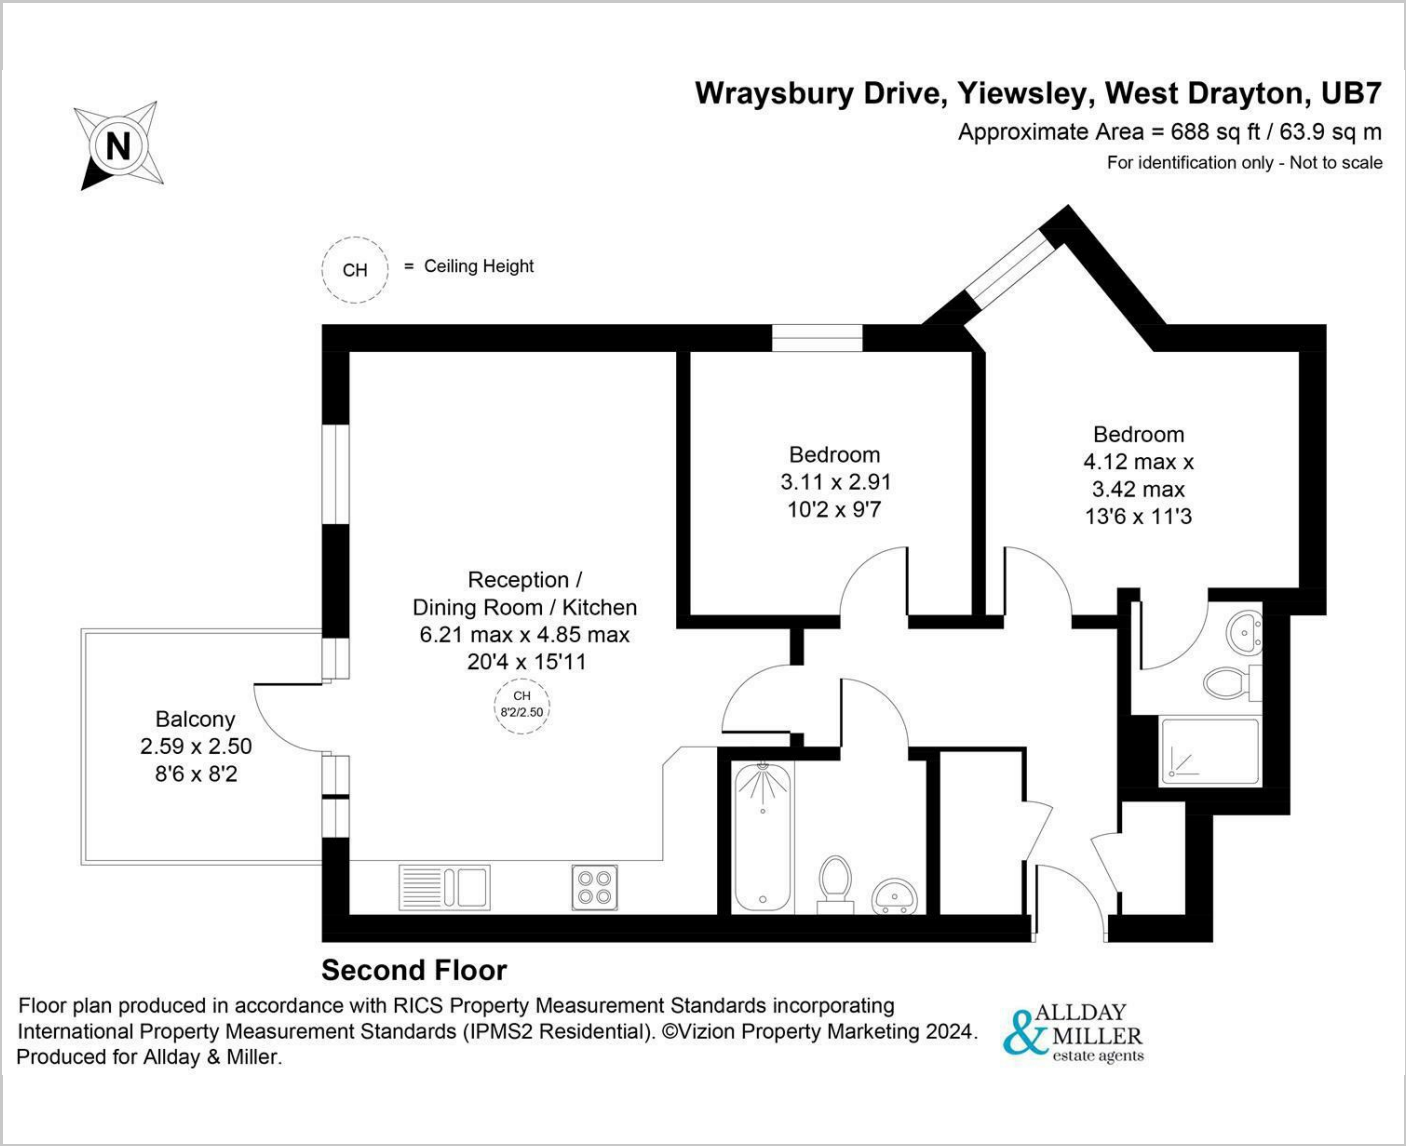 Wraysbury Drive, Yiewsley, West Drayton, UB7
Approximate Area = 688 sq ft / 63.9 sq m
For identification only - Not to scale
N
CH = Ceiling Height
Bedroom
3.11 x 2.91
10'2 x 9'7
Bedroom
4.12 max x
3.42 max
13'6 x 11'3
Reception /
Dining Room / Kitchen
6.21 max x 4.85 max
20'4 x 15'11
CH
8'2/2.50
Balcony
2.59 x 2.50
8'6 x 8'2
Second Floor
Floor plan produced in accordance with RICS Property Measurement Standards incorporating
International Property Measurement Standards (IPMS2 Residential). ©Vizion Property Marketing 2024.
Produced for Allday & Miller.
ALLDAY
& MILLER
estate agents